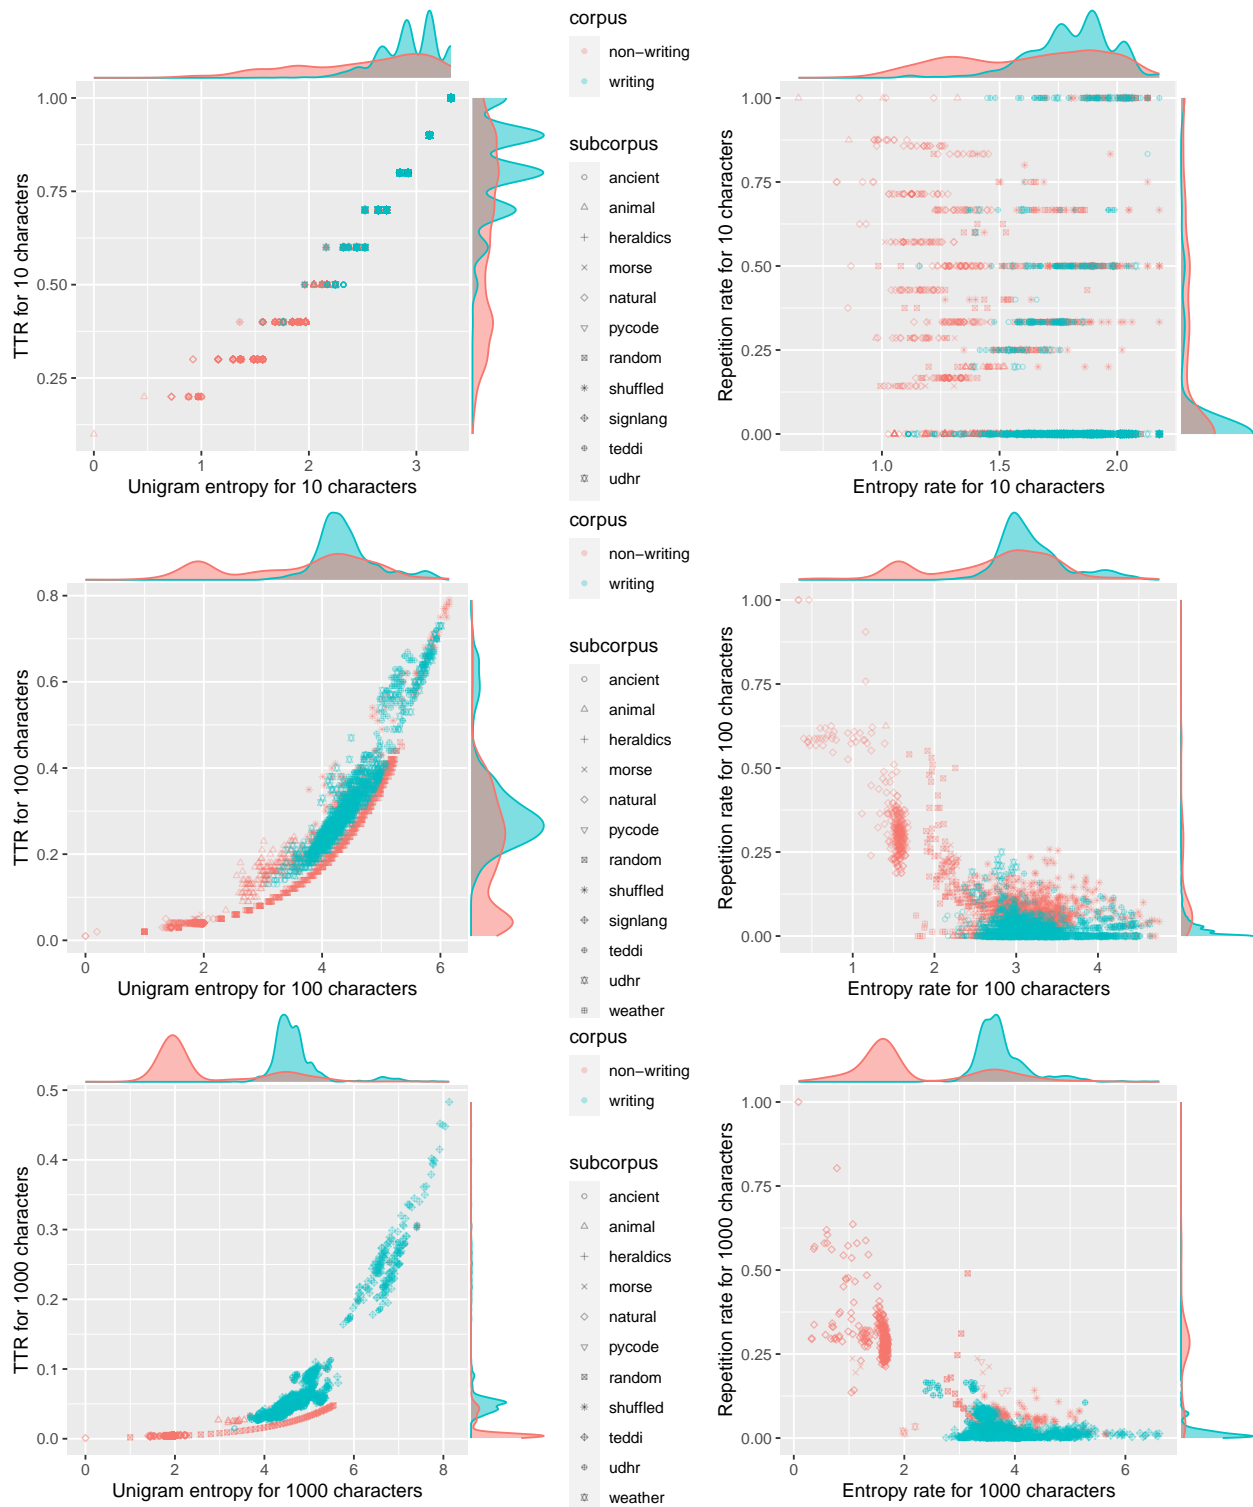 corpus
non−writing
writing
subcorpus
ancient
animal
heraldics
morse
natural
pycode
random
shuffled
signlang
teddi
udhr
TTR for 10 characters
1.00
0.75
0.50
0.25
0
1
2
3
Unigram entropy for 10 characters
Repetition rate for 10 characters
1.00
0.75
0.50
0.25
0.00
1.0
1.5
2.0
Entropy rate for 10 characters
corpus
non−writing
writing
subcorpus
ancient
animal
heraldics
morse
natural
pycode
random
shuffled
signlang
teddi
udhr
weather
TTR for 100 characters
0.8
0.6
0.4
0.2
0.0
0
2
4
6
Unigram entropy for 100 characters
Repetition rate for 100 characters
1.00
0.75
0.50
0.25
0.00
1
2
3
4
Entropy rate for 100 characters
corpus
non−writing
writing
subcorpus
ancient
animal
heraldics
morse
natural
pycode
random
shuffled
teddi
udhr
weather
TTR for 1000 characters
0.5
0.4
0.3
0.2
0.1
0.0
0
2
4
6
8
Unigram entropy for 1000 characters
Repetition rate for 1000 characters
1.00
0.75
0.50
0.25
0.00
0
2
4
6
Entropy rate for 1000 characters